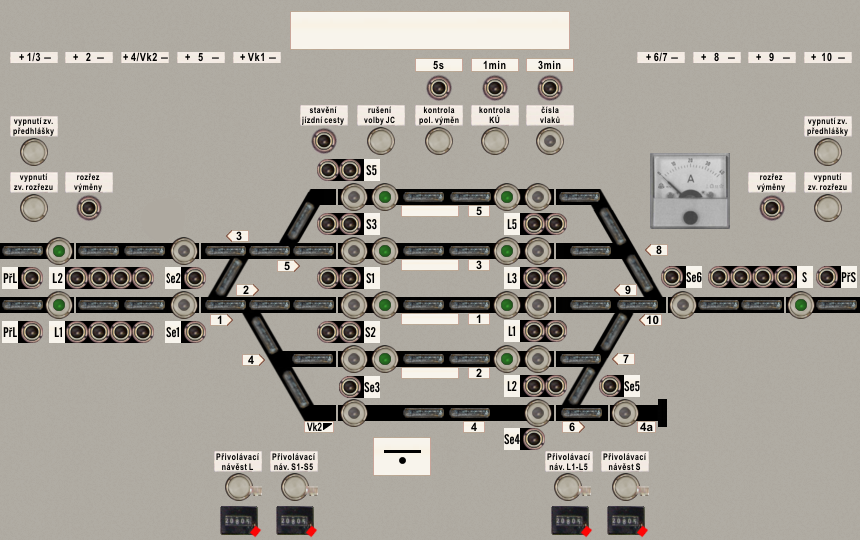 + 1/3 —
+ 2 —
+ 4/Vk2 —
+ 5 —
+ Vk1 —
+ 6/7 —
+ 8 —
+ 9 —
+ 10 —
5s
1min
3min
stavění
jízdní cesty
rušení
volby JC
kontrola
pol. výměn
kontrola
KÚ
čísla
vlaků
vypnutí zv.
předhlášky
vypnutí zv.
předhlášky
vypnutí
zv. rozřezu
rozřez
výměny
rozřez
výměny
vypnutí
zv. rozřezu
A
S5
5
S3
L5
3
8
5
3
PřL
L2
Se2
S1
L3
Se6
S
PřS
2
9
1
1
10
PřL
L1
Se1
S2
L1
4
7
2
Se3
L2
Se5
Vk2
4
6
4a
Se4
Přivolávací
návěst L
Přivolávací
náv. S1-S5
Přivolávací
náv. L1-L5
Přivolávací
návěst S